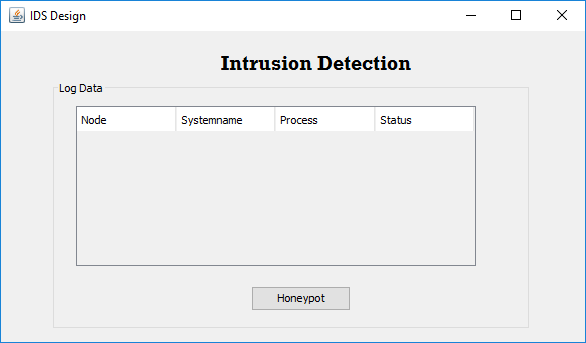 IDS Design
Intrusion Detection
Log Data
Node Systemname Process Status
Honeypot